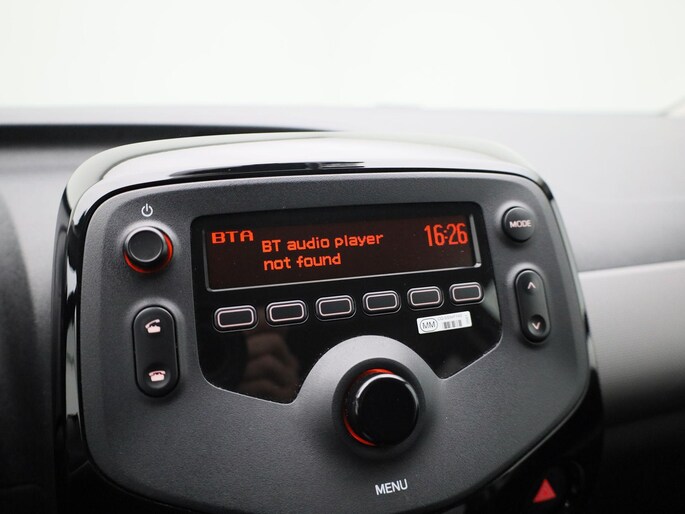 BTA
BT audio player
not found
16:26
MODE
MM
MENU